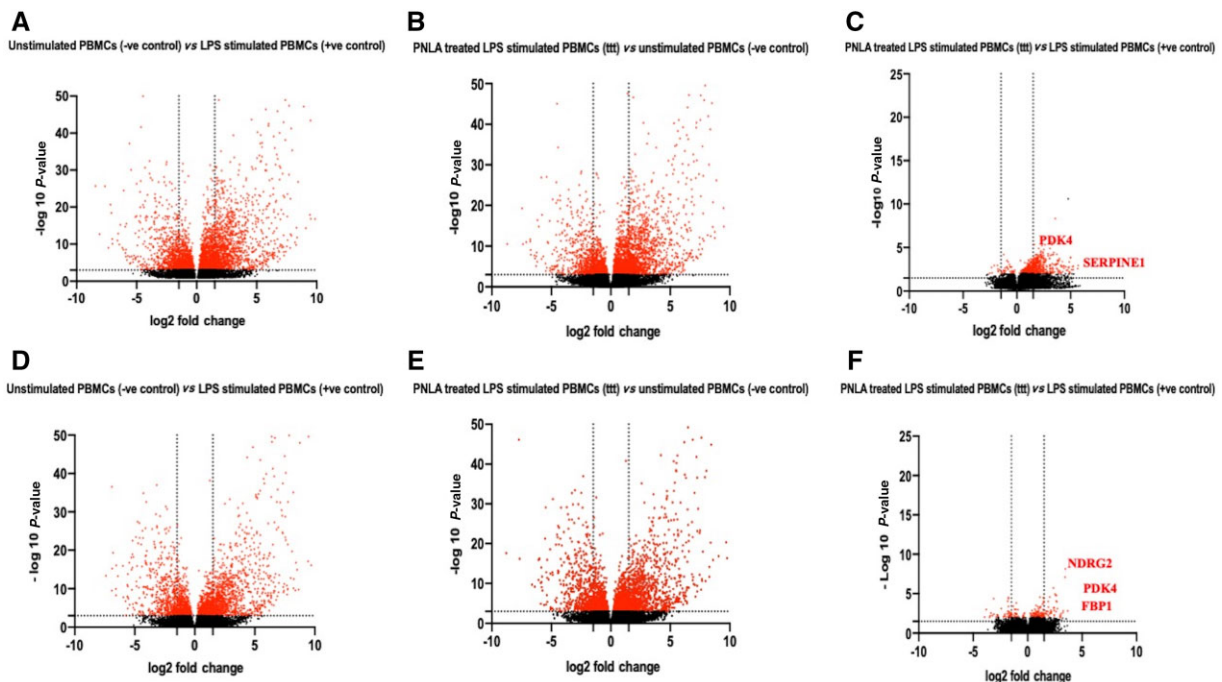 A
Unstimulated PBMCs (-ve control) vs LPS stimulated PBMCs (+ve control)
-log 10 P-value
50
40
30
20
10
0
-10
-5
0
5
10
log2 fold change
B
PNLA treated LPS stimulated PBMCs (ttt) vs unstimulated PBMCs (-ve control)
-log10 P-value
50
40
30
20
10
0
-10
-5
0
5
10
log2 fold change
C
PNLA treated LPS stimulated PBMCs (ttt) vs LPS stimulated PBMCs (+ve control)
-log10 P-value
25
20
15
10
5
0
PDK4
SERPINE1
-10
-5
0
5
10
log2 fold change
D
Unstimulated PBMCs (-ve control) vs LPS stimulated PBMCs (+ve control)
- log 10 P-value
50
40
30
20
10
0
-10
-5
0
5
10
log2 fold change
E
PNLA treated LPS stimulated PBMCs (ttt) vs unstimulated PBMCs (-ve control)
-log10 P-value
50
40
30
20
10
0
-10
-5
0
5
10
log2 fold change
F
PNLA treated LPS stimulated PBMCs (ttt) vs LPS stimulated PBMCs (+ve control)
- Log 10 P-value
25
20
15
10
5
0
NDRG2
PDK4
FBP1
-10
-5
0
5
10
log2 fold change